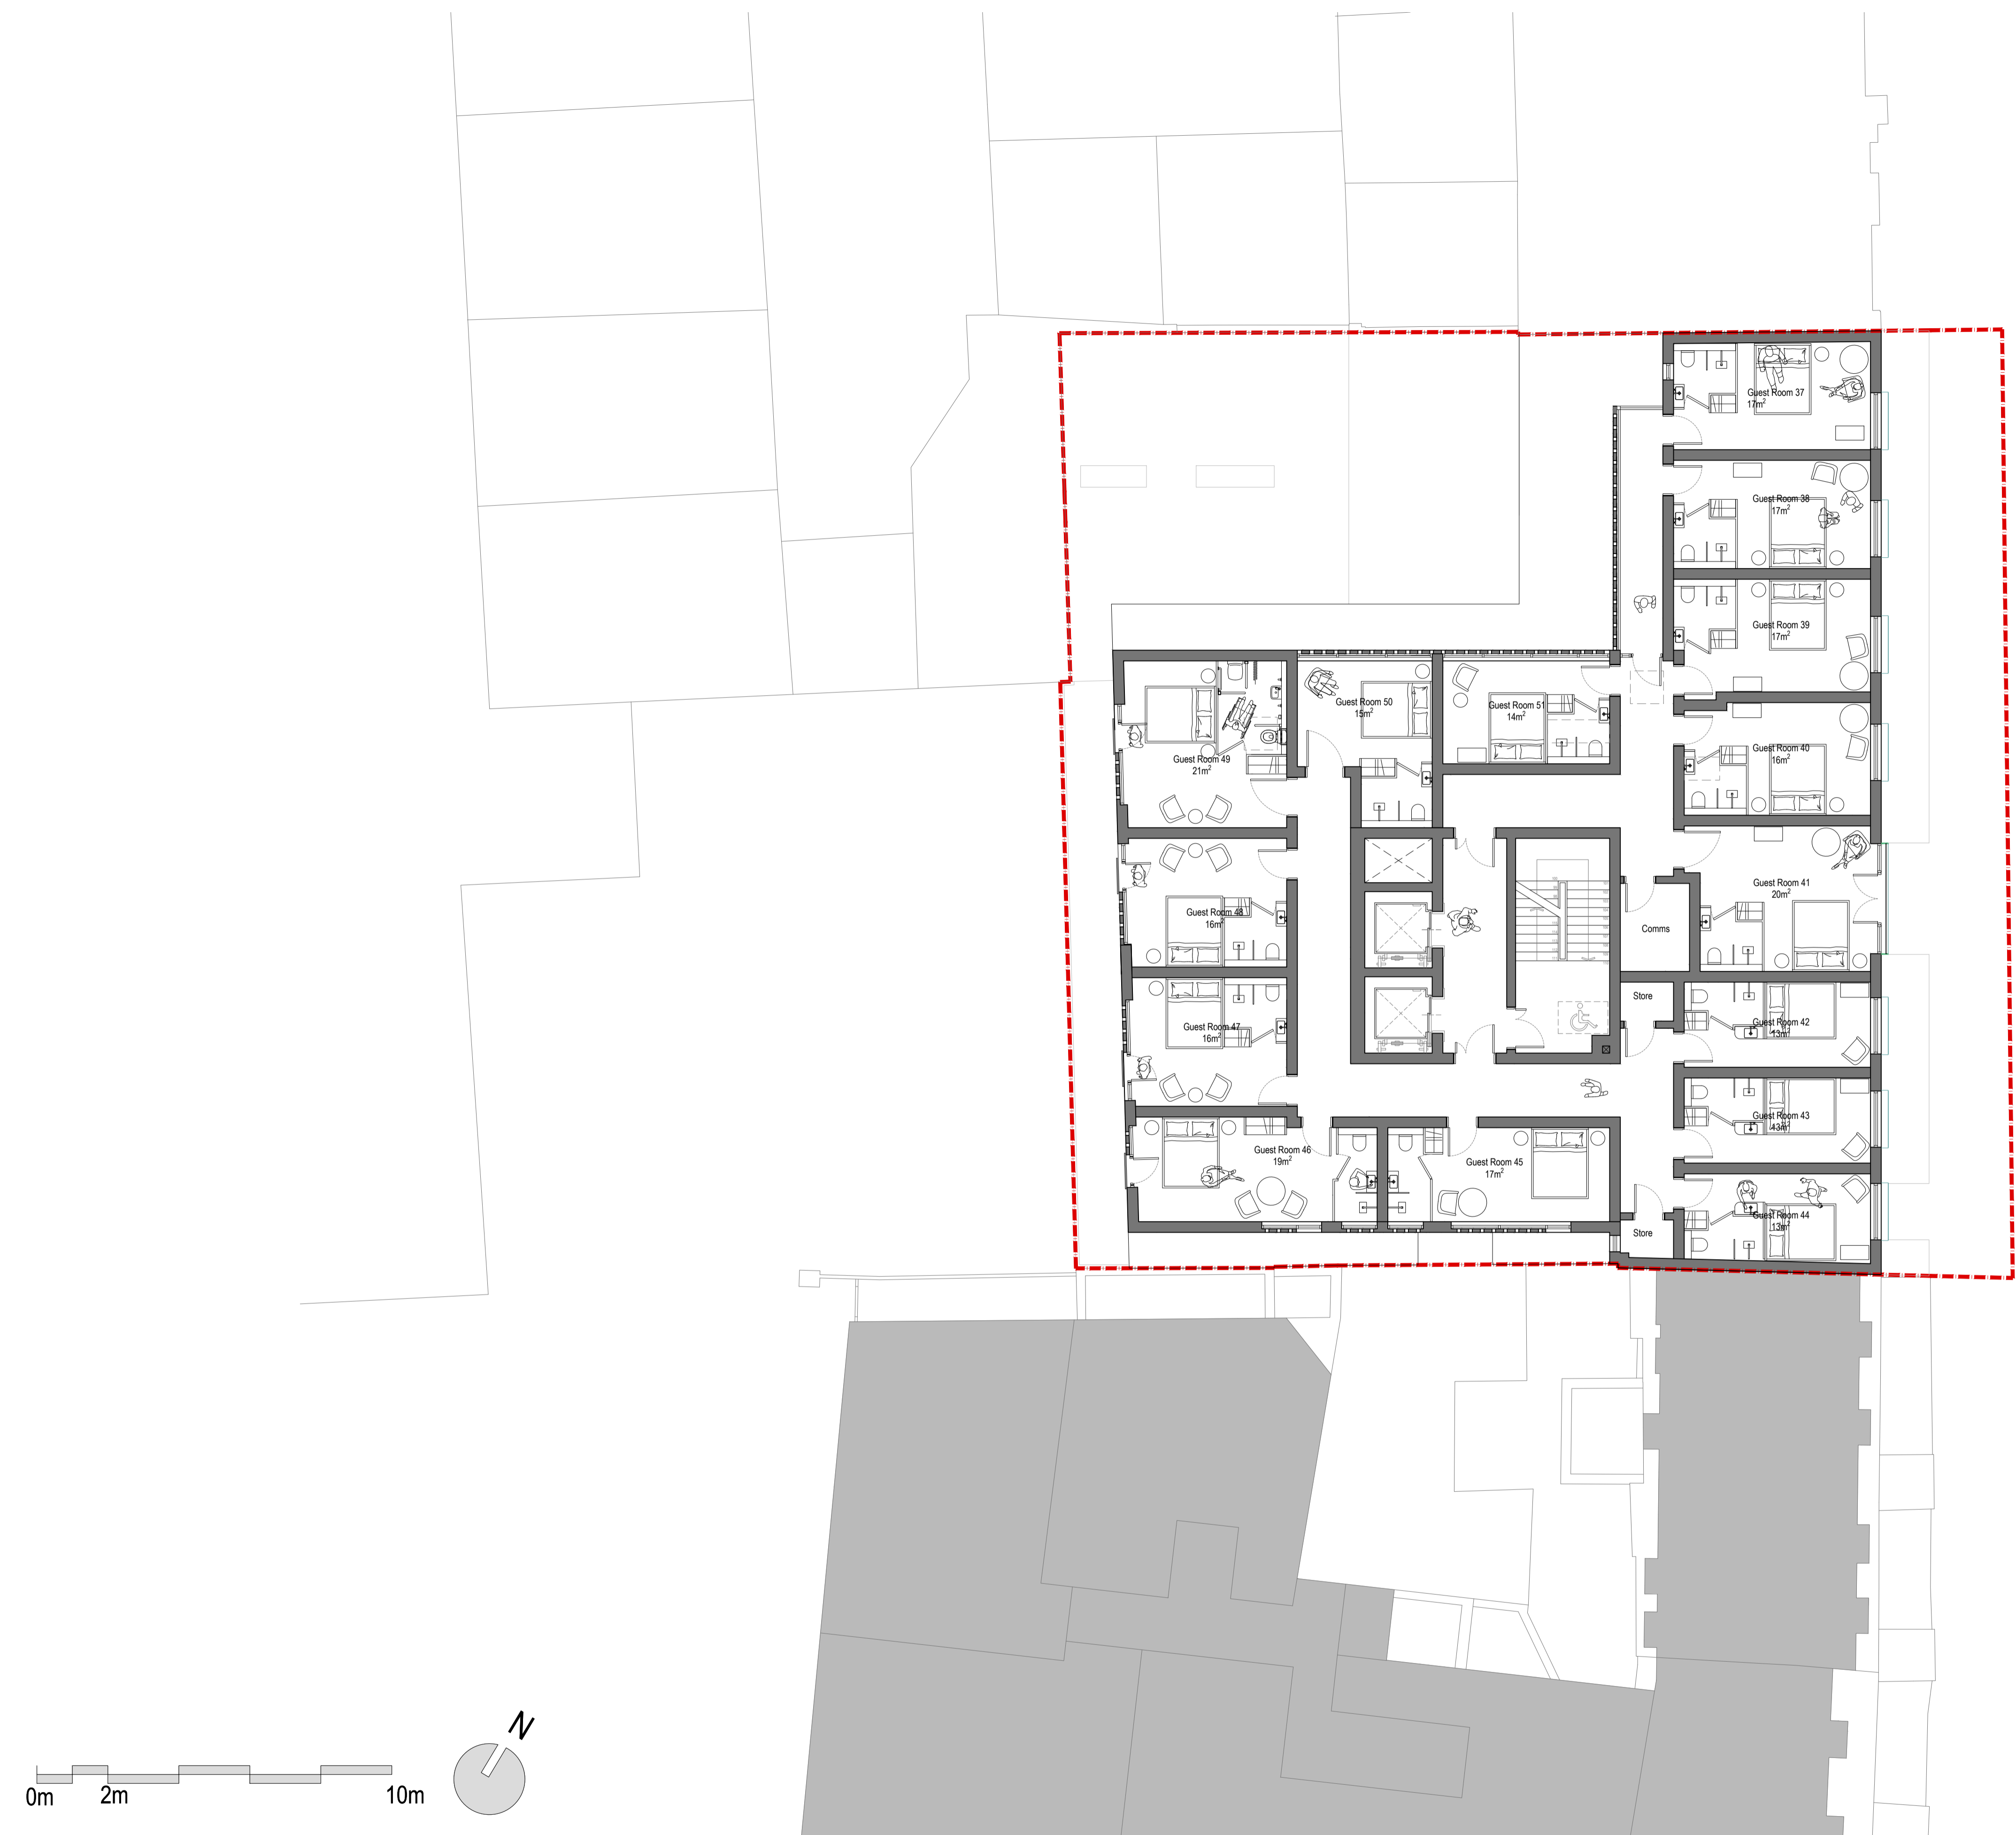 Guest Room 37
17m²
Guest Room 38
17m²
Guest Room 39
17m²
Guest Room 50
15m²
Guest Room 51
14m²
Guest Room 49
21m²
Guest Room 40
16m²
Guest Room 41
20m²
Guest Room 48
16m²
Comms
Store
Guest Room 47
16m²
Guest Room 42
13m²
Guest Room 43
13m²
Guest Room 46
19m²
Guest Room 45
17m²
Guest Room 44
13m²
Store
N
0m
2m
10m